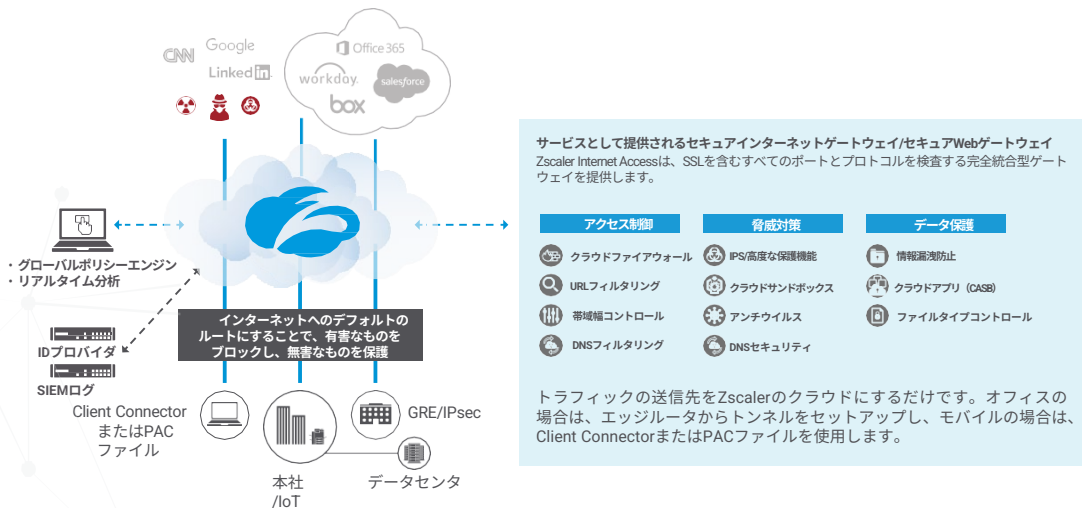 CNN
Google
LinkedIn
Office 365
workday.
salesforce
box
・グローバルポリシーエンジン
・リアルタイム分析
IDプロバイダ
SIEMログ
インターネットへのデフォルトの
ルートにすることで、有害なものを
ブロックし、無害なものを保護
Client Connector
またはPAC
ファイル
GRE/IPsec
本社
/IoT
データセンタ
サービスとして提供されるセキュアインターネットゲートウェイ/セキュアWebゲートウェイ
Zscaler Internet Accessは、SSLを含むすべてのポートとプロトコルを検査する完全統合型ゲート
ウェイを提供します。
アクセス制御
クラウドファイアウォール
URLフィルタリング
帯域幅コントロール
DNSフィルタリング
脅威対策
IPS/高度な保護機能
クラウドサンドボックス
アンチウイルス
DNSセキュリティ
データ保護
情報漏洩防止
クラウドアプリ（CASB）
ファイルタイプコントロール
トラフィックの送信先をZscalerのクラウドにするだけです。オフィスの
場合は、エッジルータからトンネルをセットアップし、モバイルの場合は、
Client ConnectorまたはPACファイルを使用します。